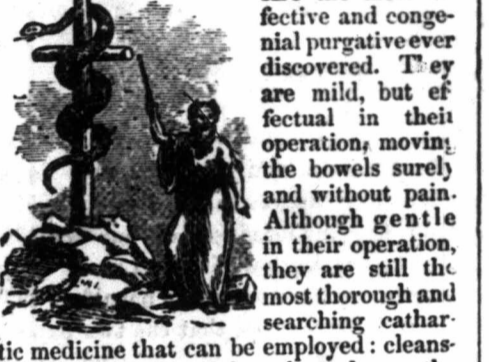 fective and conge-
nial purgative ever
discovered. They
are mild, but ef
fectual in their
operation, moving
the bowels surely
and without pain.
Although gentle
in their operation,
they are still the
most thorough and
searching cathar-
tic medicine that can be employed : cleans-